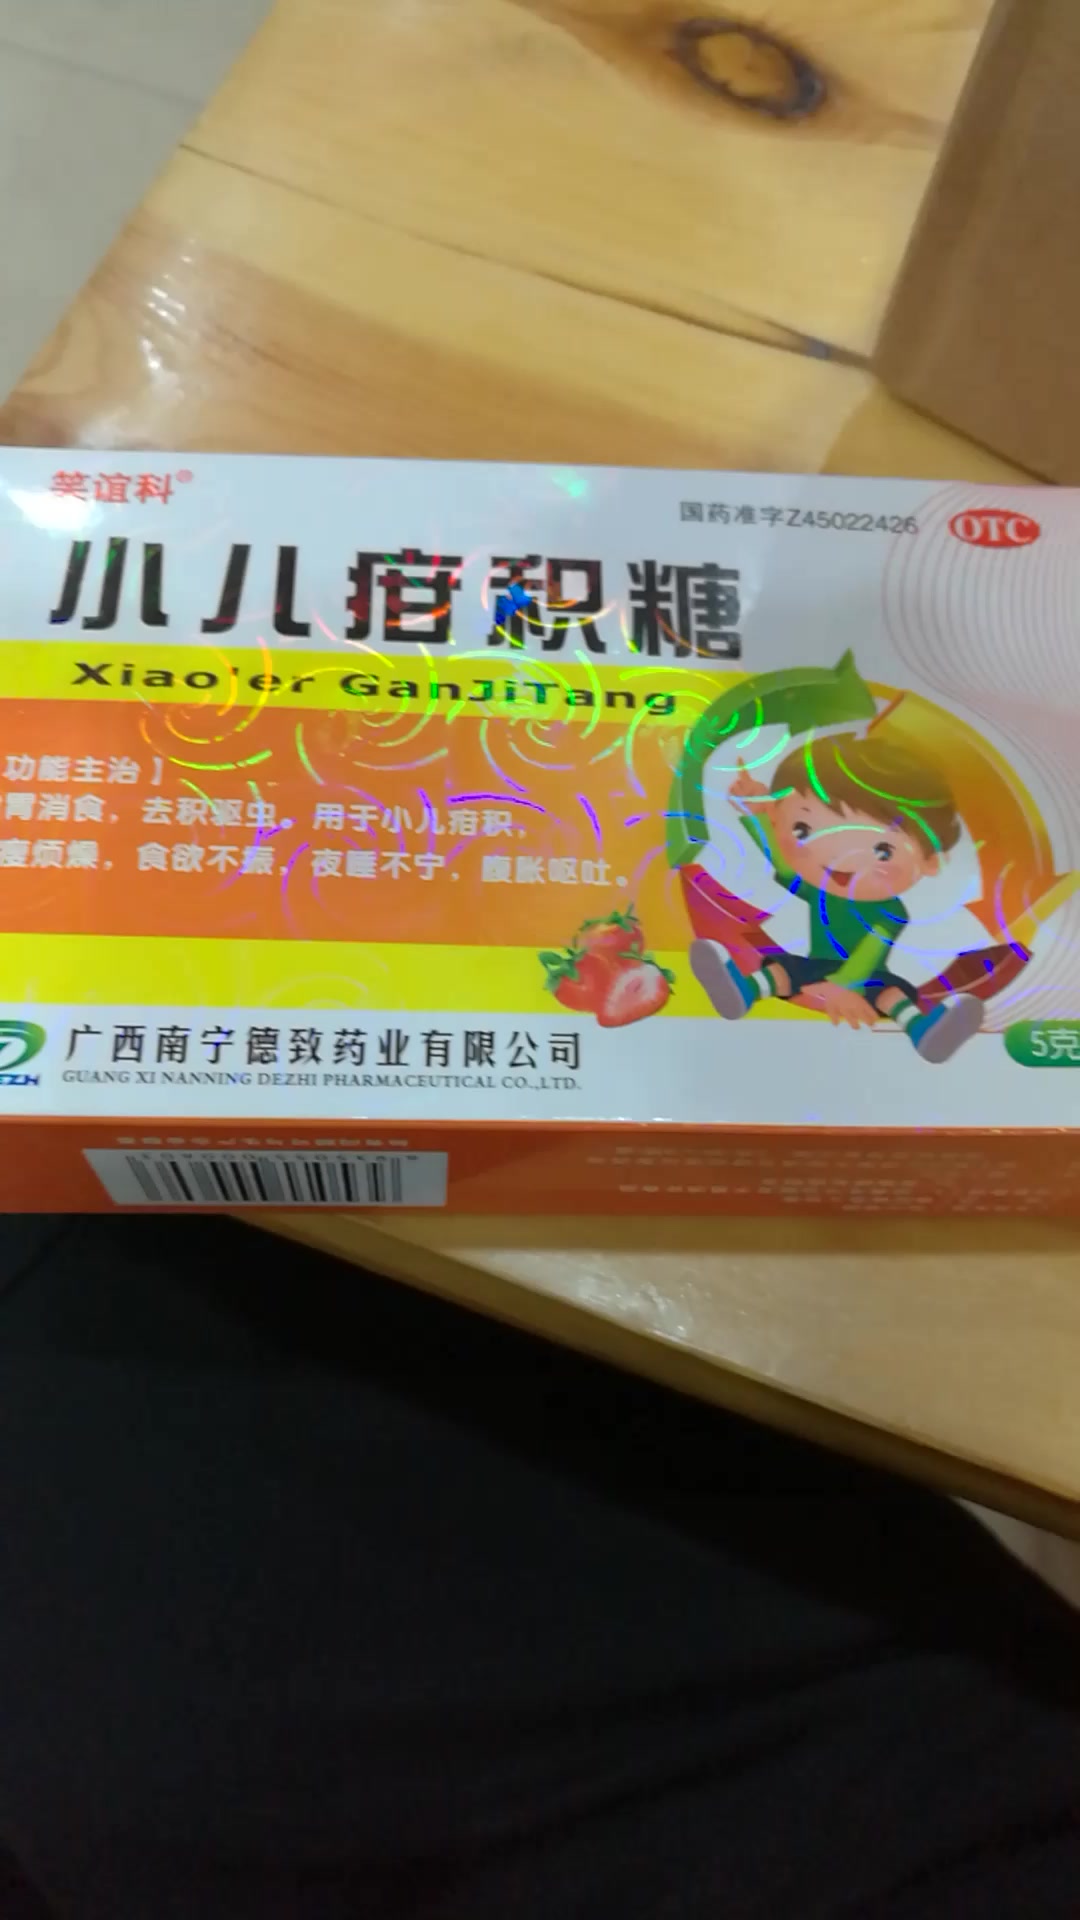 笑谊科®
国药准字Z45022426
OTC
小儿疳积糖
Xiao'er GanJiTang
功能主治】
胃消食，去积驱虫。用于小儿疳积，
瘦烦燥，食欲不振，夜睡不宁，腹胀呕吐。
5克
广西南宁德致药业有限公司
GUANG XI NANNING DEZHI PHARMACEUTICAL CO.,LTD.